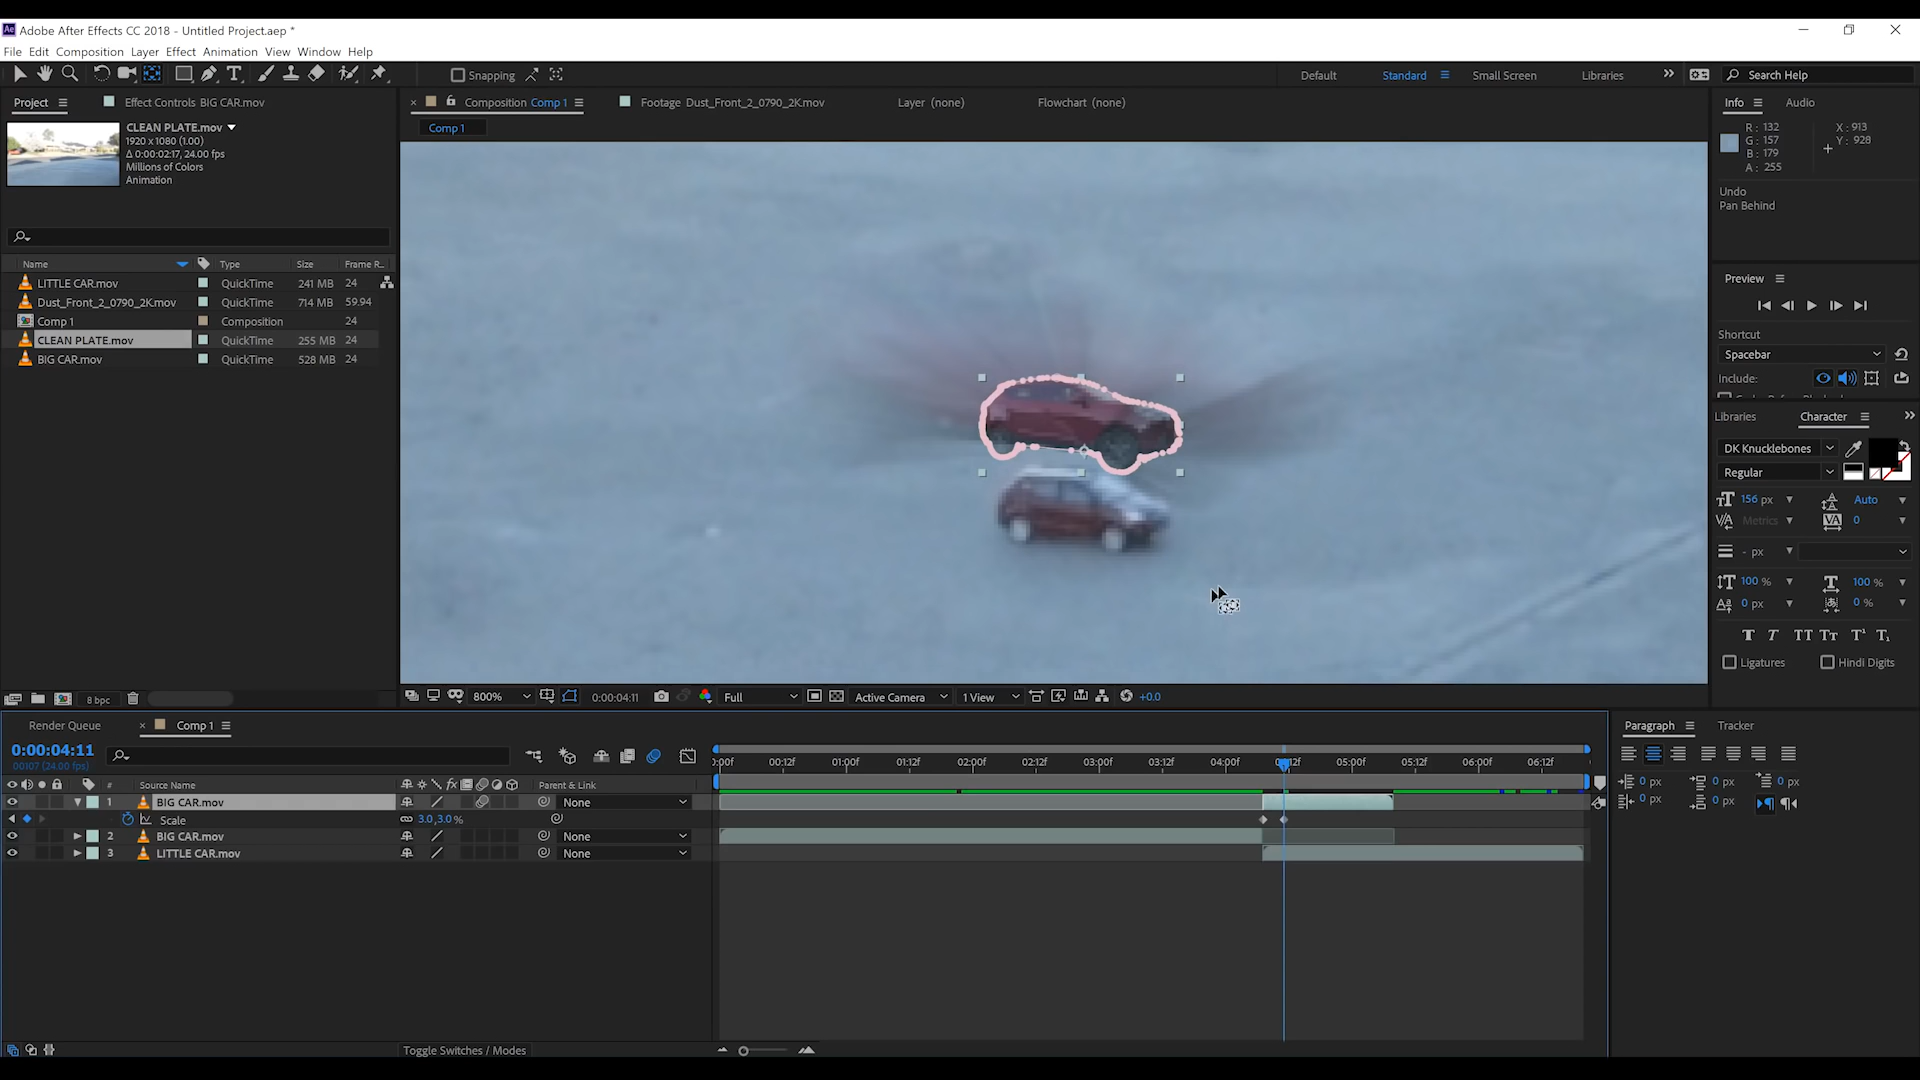 Ae Adobe After Effects CC 2018 - Untitled Project.aep *
File Edit Composition Layer Effect Animation View Window Help
Snapping
Default Standard Small Screen Libraries Search Help
Project Effect Controls BIG CAR.mov
Composition Comp 1 Footage Dust_Front_2_0790_2K.mov Layer (none) Flowchart (none)
Info Audio
Comp 1
CLEAN PLATE.mov
1920 x 1080 (1.00)
Δ 0:00:02:17, 24.00 fps
Millions of Colors
Animation
R: 132
G: 157
B: 179
A: 255
X: 913
Y: 928
Undo
Pan Behind
Name Type Size Frame R...
LITTLE CAR.mov QuickTime 241 MB 24
Dust_Front_2_0790_2K.mov QuickTime 714 MB 59.94
Comp 1 Composition 24
CLEAN PLATE.mov QuickTime 255 MB 24
BIG CAR.mov QuickTime 528 MB 24
Preview
Shortcut
Spacebar
Include:
Libraries Character
DK Knucklebones
Regular
156 px Auto
Metrics 0
- px
100 % 100 %
0 px 0 %
T T TT Tт T¹ T₁
Ligatures Hindi Digits
8 bpc
800% 0:00:04:11 Full Active Camera 1 View +0.0
Render Queue Comp 1
0:00:04:11
00107 (24.00 fps)
:00f 00:12f 01:00f 01:12f 02:00f 02:12f 03:00f 03:12f 04:00f 05:00f 05:12f 06:00f 06:12f
# Source Name fx Parent & Link
1 BIG CAR.mov None
Scale 3.0,3.0%
2 BIG CAR.mov None
3 LITTLE CAR.mov None
Toggle Switches / Modes
Paragraph Tracker
0 px 0 px 0 px
0 px 0 px